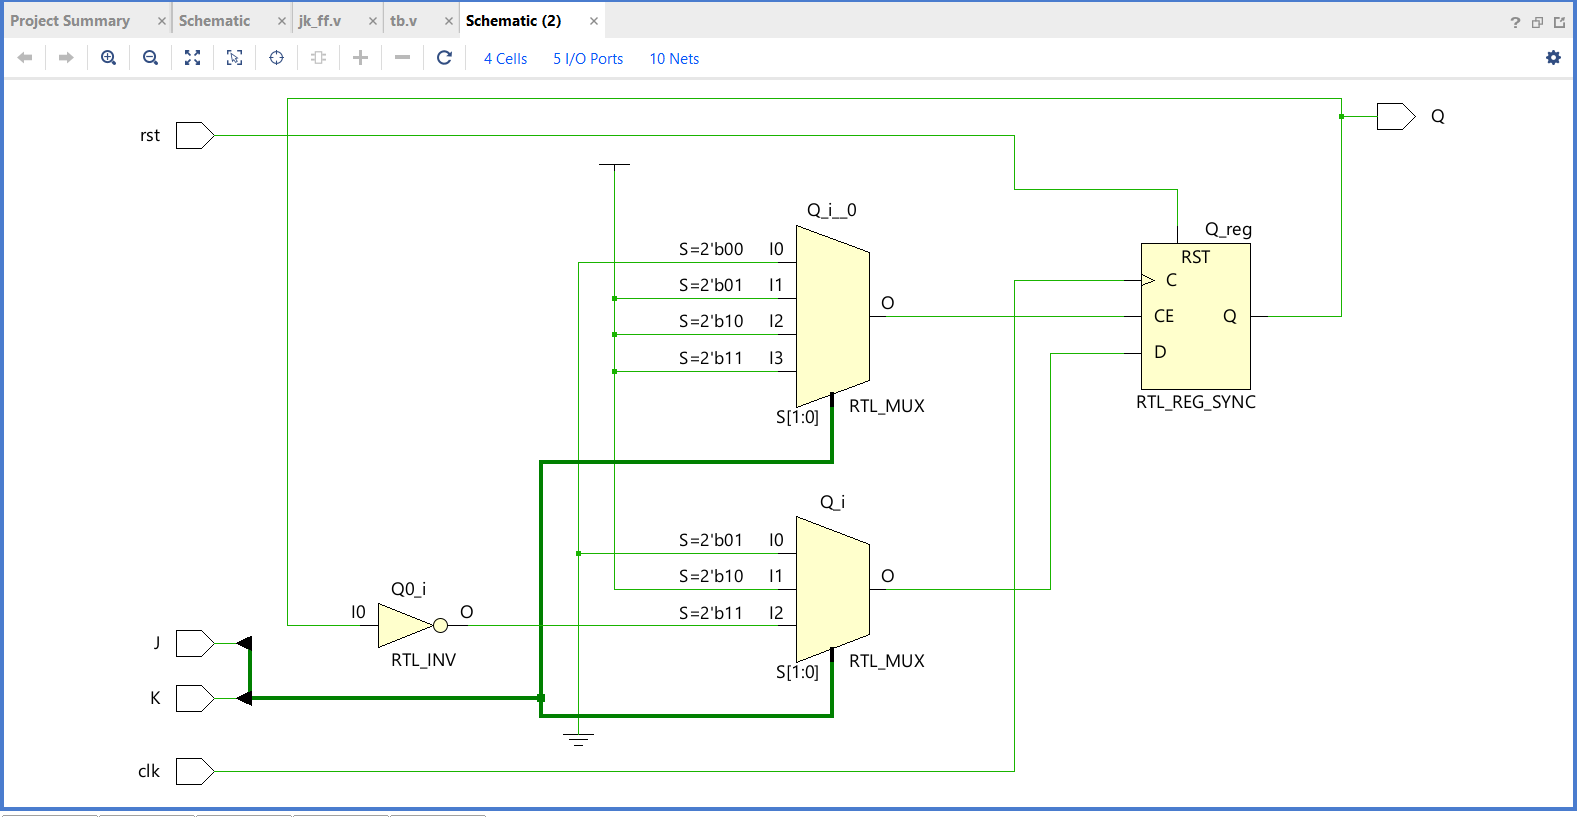 Project Summary × Schematic × jk_ff.v × tb.v × Schematic (2) × ?
4 Cells 5 I/O Ports 10 Nets
rst
Q
Q_i__0
Q_reg
S=2'b00 I0
S=2'b01 I1
S=2'b10 I2
S=2'b11 I3
O
S[1:0]
RTL_MUX
RST
C
CE
Q
D
RTL_REG_SYNC
Q_i
S=2'b01 I0
S=2'b10 I1
S=2'b11 I2
O
S[1:0]
RTL_MUX
Q0_i
I0
O
RTL_INV
J
K
clk